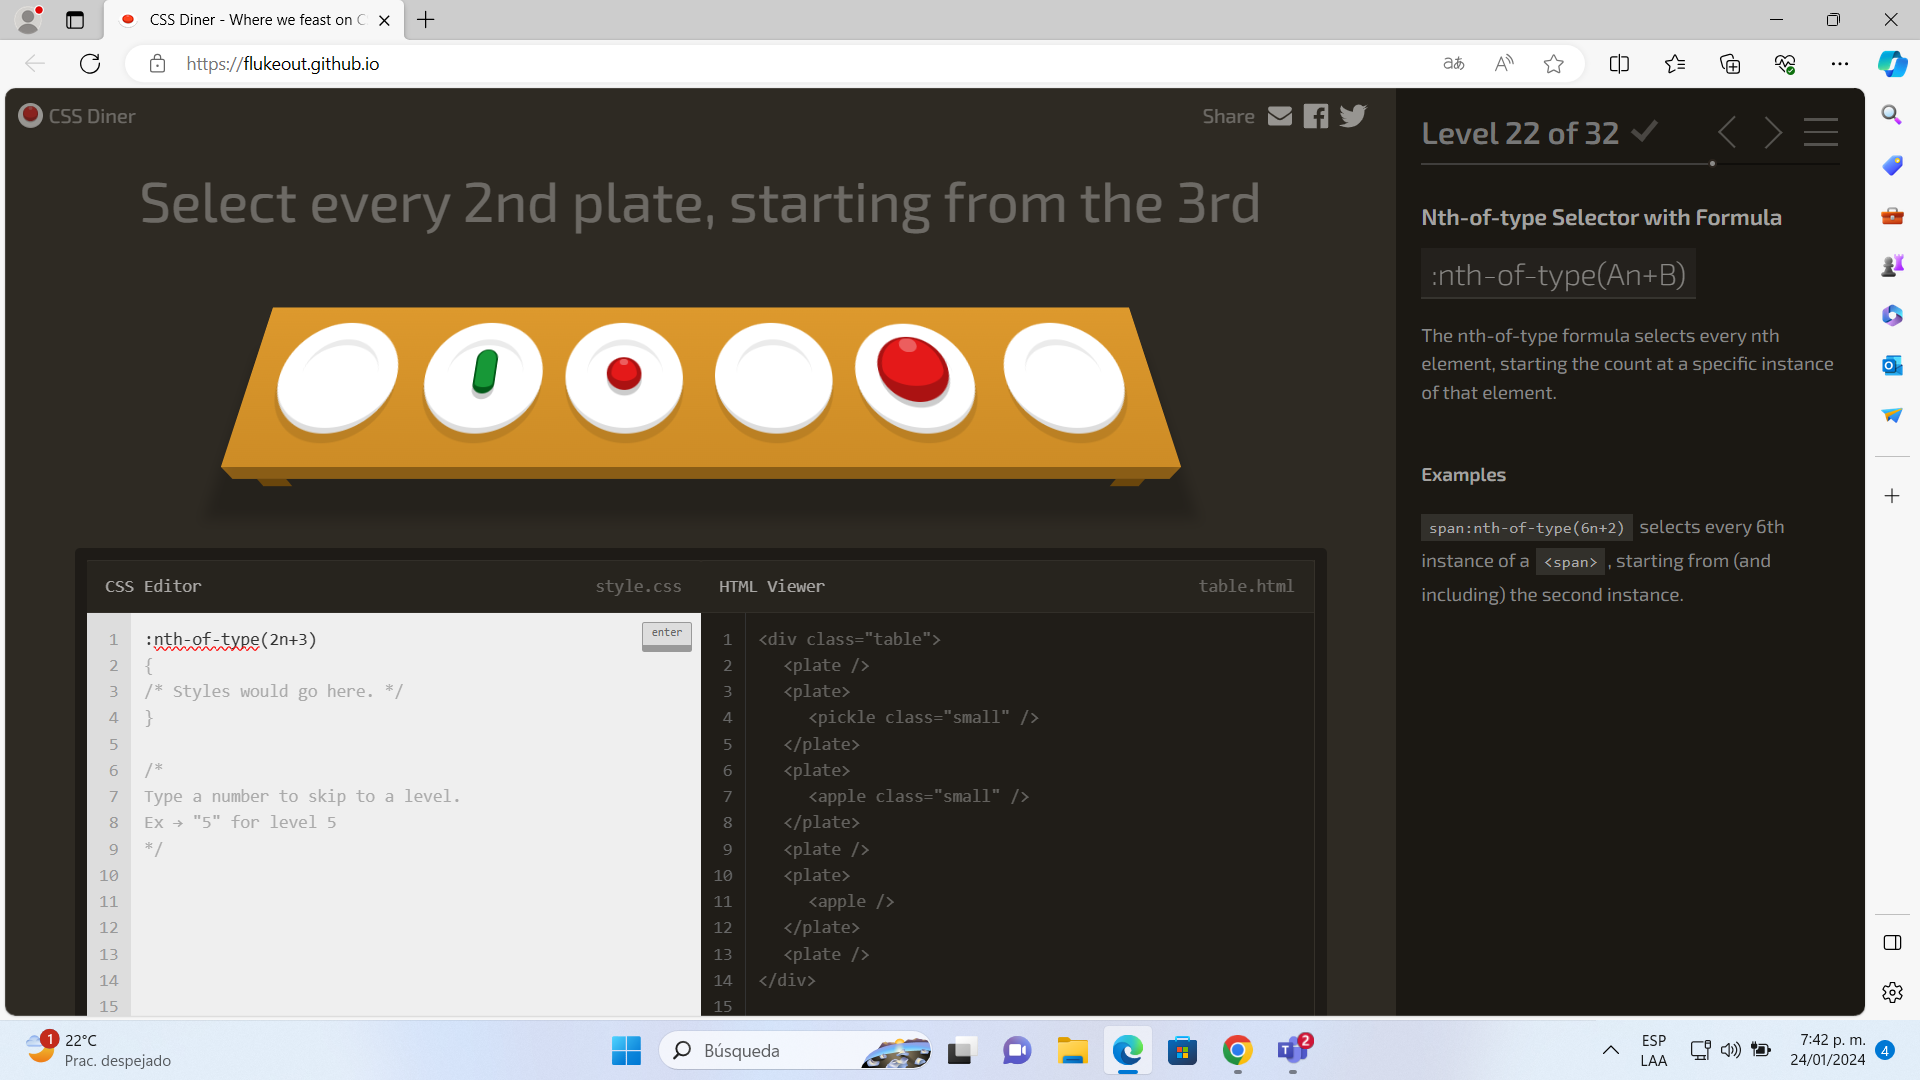 CSS Diner - Where we feast on C
https://flukeout.github.io
CSS Diner
Share
Select every 2nd plate, starting from the 3rd
CSS Editor
style.css
1 :nth-of-type(2n+3)
enter
2 {
3 /* Styles would go here. */
4 }
5
6 /*
7 Type a number to skip to a level.
8 Ex → "5" for level 5
9 */
10
11
12
13
14
15
HTML Viewer
table.html
1 <div class="table">
2 <plate />
3 <plate>
4 <pickle class="small" />
5 </plate>
6 <plate>
7 <apple class="small" />
8 </plate>
9 <plate />
10 <plate>
11 <apple />
12 </plate>
13 <plate />
14 </div>
15
Level 22 of 32
Nth-of-type Selector with Formula
:nth-of-type(An+B)
The nth-of-type formula selects every nth
element, starting the count at a specific instance
of that element.
Examples
span:nth-of-type(6n+2) selects every 6th
instance of a <span> , starting from (and
including) the second instance.
1
22°C
Prac. despejado
Búsqueda
2
ESP
LAA
7:42 p. m.
24/01/2024
4